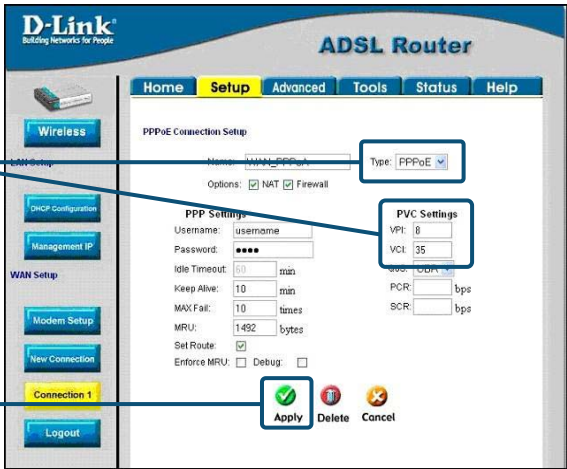 D-Link®
Building Networks for People
ADSL Router
Home Setup Advanced Tools Status Help
Wireless
PPPoE Connection Setup
LAN Setup
Name: WAN_PPPoA Type: PPPoE
Options: NAT Firewall
DHCP Configuration
PPP Settings PVC Settings
Username: username VPI: 8
Management IP
Password: •••• VCI: 35
Idle Timeout: 60 min QoS: UBR
WAN Setup
Keep Alive: 10 min PCR: bps
MAX Fail: 10 times SCR: bps
Modem Setup
MRU: 1492 bytes
Set Route:
New Connection
Enforce MRU: Debug:
Connection 1
Apply Delete Cancel
Logout